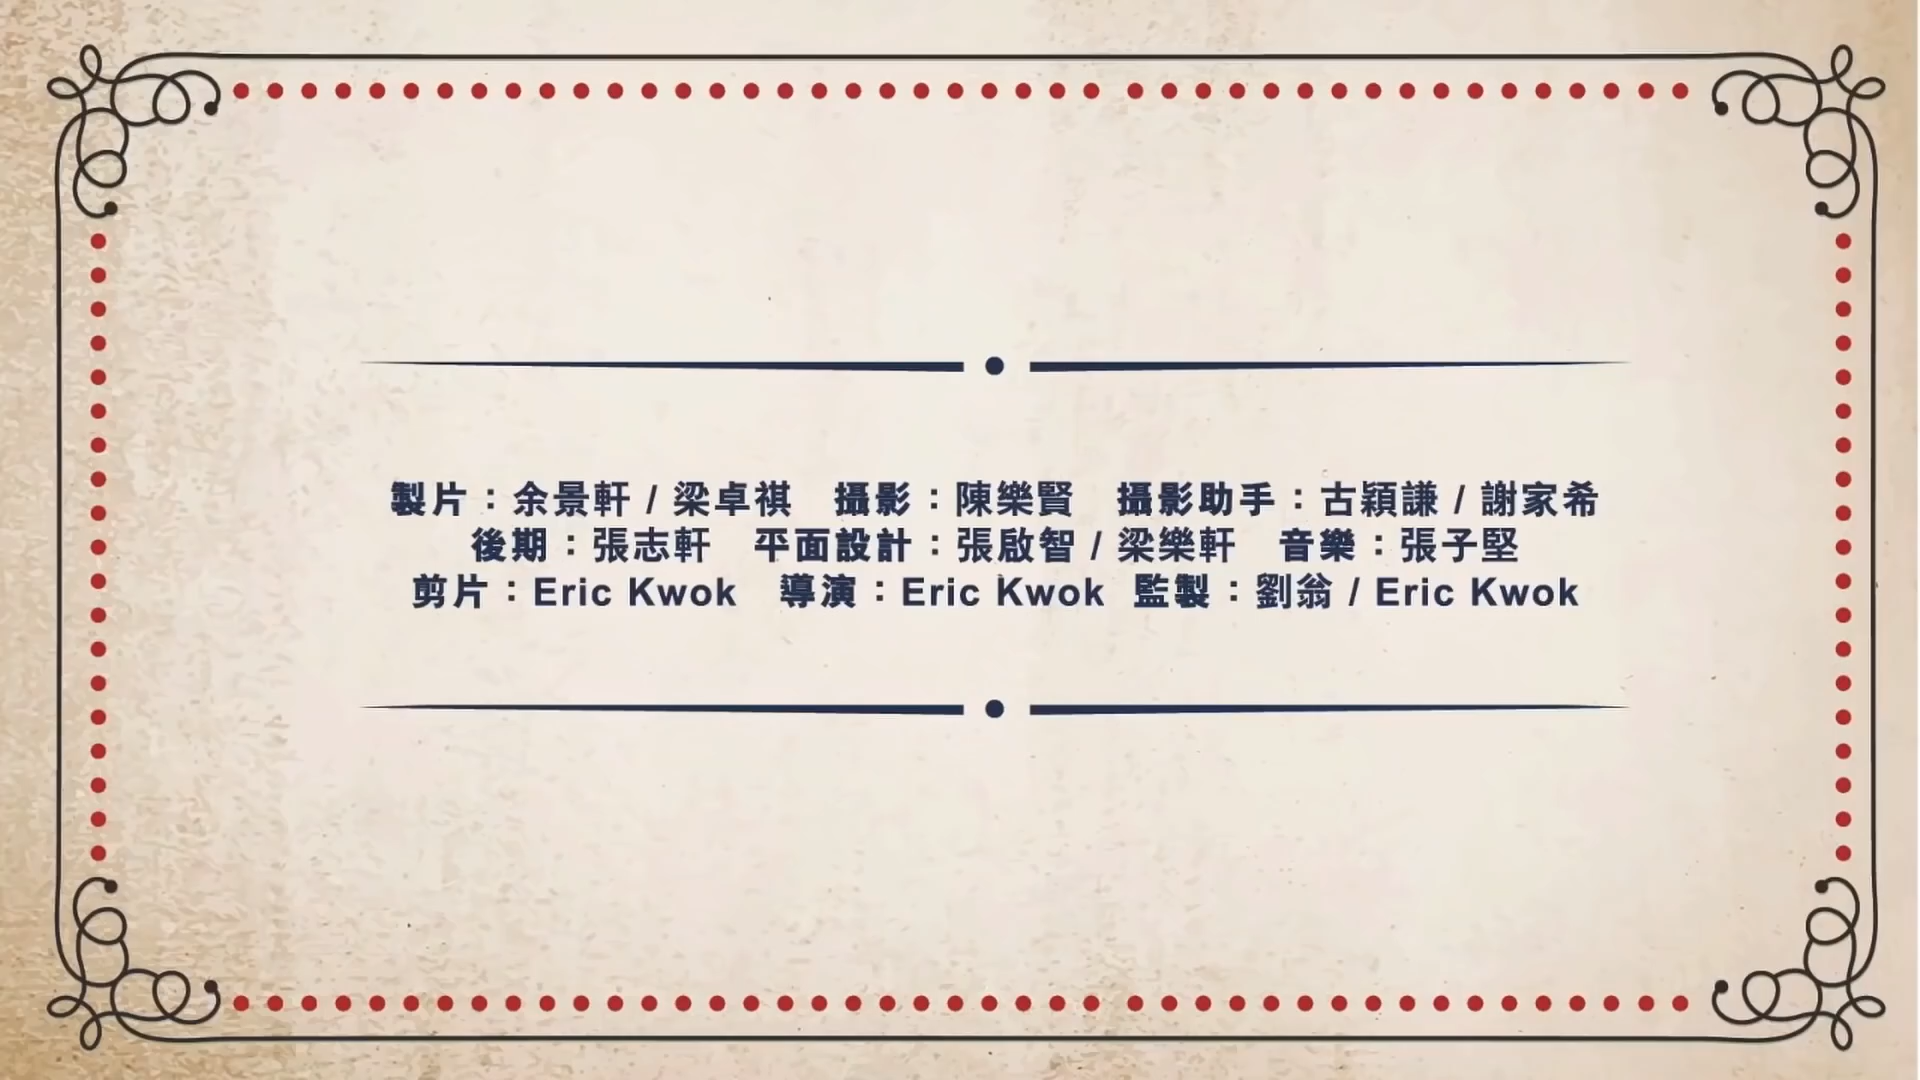 製片：余景軒 / 梁卓祺　攝影：陳樂賢　攝影助手：古穎謙 / 謝家希
後期：張志軒　平面設計：張啟智 / 梁樂軒　音樂：張子堅
剪片：Eric Kwok　導演：Eric Kwok　監製：劉翁 / Eric Kwok